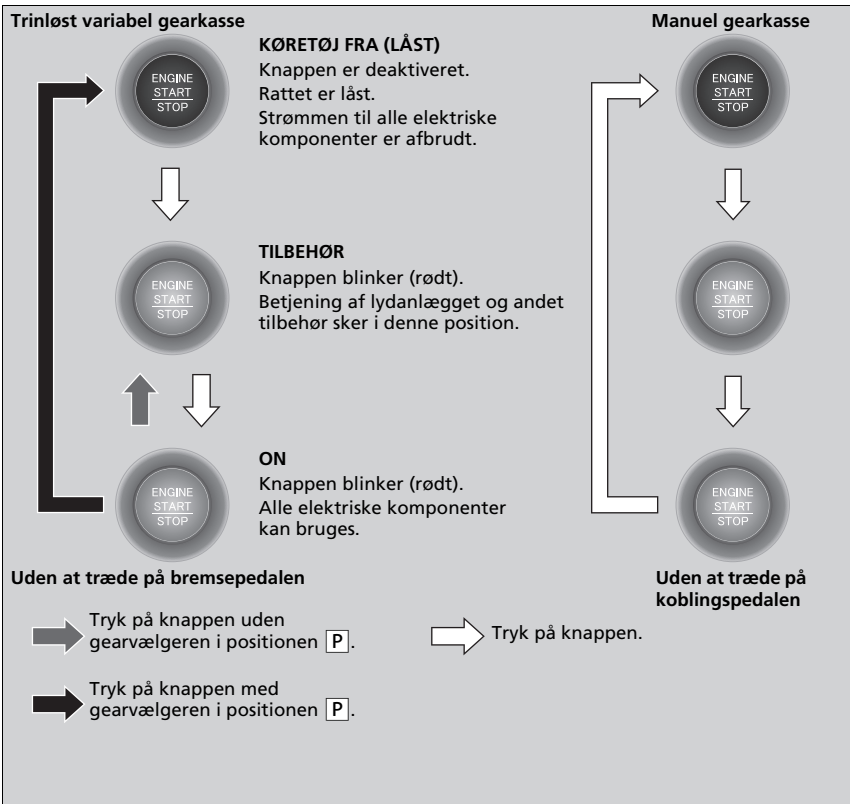 Trinløst variabel gearkasse
Manuel gearkasse
ENGINE
START
STOP
KØRETØJ FRA (LÅST)
Knappen er deaktiveret.
Rattet er låst.
Strømmen til alle elektriske
komponenter er afbrudt.
ENGINE
START
STOP
ENGINE
START
STOP
TILBEHØR
Knappen blinker (rødt).
Betjening af lydanlægget og andet
tilbehør sker i denne position.
ENGINE
START
STOP
ENGINE
START
STOP
ON
Knappen blinker (rødt).
Alle elektriske komponenter
kan bruges.
ENGINE
START
STOP
Uden at træde på bremsepedalen
Uden at træde på
koblingspedalen
Tryk på knappen uden
gearvælgeren i positionen P.
Tryk på knappen.
Tryk på knappen med
gearvælgeren i positionen P.